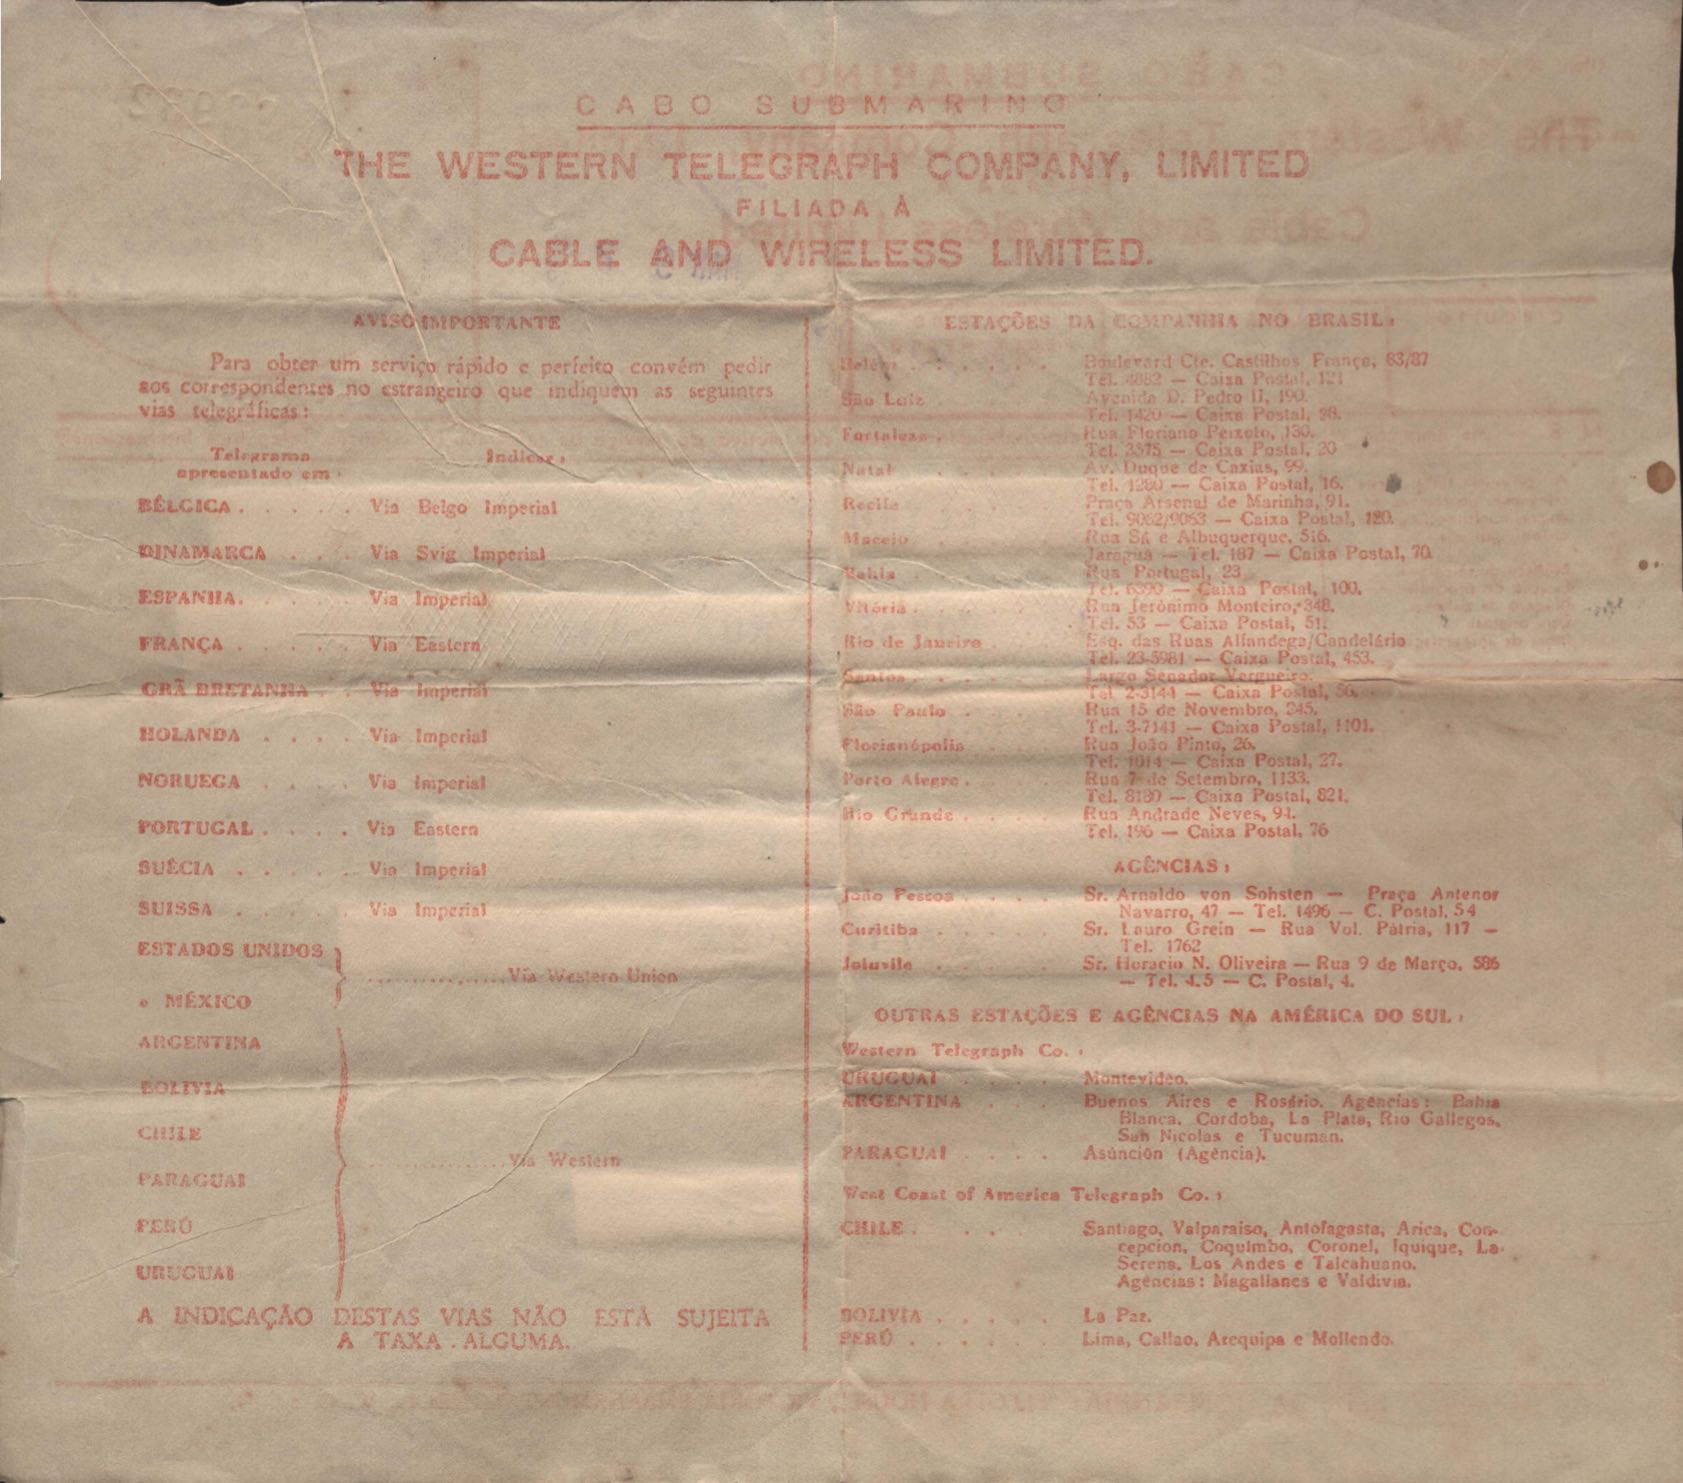 CABO SUBMARINO
THE WESTERN TELEGRAPH COMPANY, LIMITED
FILIADA À
CABLE AND WIRELESS LIMITED.
AVISO IMPORTANTE
Para obter um serviço rápido e perfeito convém pedir
aos correspondentes no estrangeiro que indiquem as seguintes
vias telegráficas:
Telegrama apresentado em: Indicar:
BÉLGICA . . . . . Via Belgo Imperial
DINAMARCA . . . Via Svig Imperial
ESPANHA . . . . . Via Imperial
FRANÇA . . . . . Via Eastern
GRÃ BRETANHA . . Via Imperial
HOLANDA . . . . Via Imperial
NORUEGA . . . . Via Imperial
PORTUGAL . . . . Via Eastern
SUÉCIA . . . . . Via Imperial
SUISSA . . . . . Via Imperial
ESTADOS UNIDOS
e MÉXICO
.............. Via Western Union
ARGENTINA
BOLIVIA
CHILE
PARAGUAI
PERÚ
URUGUAI
.............. Via Western
A INDICAÇÃO DESTAS VIAS NÃO ESTÁ SUJEITA
A TAXA ALGUMA.
ESTAÇÕES DA COMPANHIA NO BRASIL:
Belém . . . . . . Boulevard Cte. Castilhos França, 63/87
Tel. 4882 — Caixa Postal, 121
São Luiz . . . . Avenida D. Pedro II, 190.
Tel. 1420 — Caixa Postal, 28.
Fortaleza . . . . Rua Floriano Peixoto, 130.
Tel. 3575 — Caixa Postal, 20
Natal . . . . Av. Duque de Caxias, 99.
Tel. 1280 — Caixa Postal, 16.
Recife . . . . Praça Arsenal de Marinha, 91.
Tel. 9062/9063 — Caixa Postal, 120.
Maceio . . . . Rua Sá e Albuquerque, 516.
Jaraguá — Tel. 187 — Caixa Postal, 70.
Bahia . . . . Rua Portugal, 23
Tel. 6390 — Caixa Postal, 100.
Vitória . . . . . Rua Jerônimo Monteiro, 348.
Tel. 53 — Caixa Postal, 51.
Rio de Janeiro . . . Esq. das Ruas Alfandega/Candelário
Tel. 23-5981 — Caixa Postal, 453.
Santos . . . . . Largo Senador Vergueiro.
Tel 2-3144 — Caixa Postal, 56.
São Paulo . . . . Rua 15 de Novembro, 245.
Tel. 3-7141 — Caixa Postal, 1101.
Florianópolis . . . Rua João Pinto, 26.
Tel. 1014 — Caixa Postal, 27.
Porto Alegre . . . . Rua 7 de Setembro, 1133.
Tel. 8180 — Caixa Postal, 821.
Rio Grande . . . . Rua Andrade Neves, 94.
Tel. 196 — Caixa Postal, 76
AGÊNCIAS:
João Pessoa . . . . Sr. Arnaldo von Sohsten — Praça Antenor
Navarro, 47 — Tel. 1496 — C. Postal, 54
Curitiba . . . . . Sr. Lauro Grein — Rua Vol. Pátria, 117 —
Tel. 1762
Joinvile . . . . . Sr. Horacio N. Oliveira — Rua 9 de Março, 586
— Tel. 4.5 — C. Postal, 4.
OUTRAS ESTAÇÕES E AGÊNCIAS NA AMÉRICA DO SUL:
Western Telegraph Co. :
URUGUAI . . . . Montevidéo.
ARGENTINA . . . Buenos Aires e Rosário. Agências: Bahia
Blanca, Cordoba, La Plata, Rio Gallegos,
San Nicolas e Tucuman.
PARAGUAI . . . . Asúnción (Agência).
West Coast of America Telegraph Co. :
CHILE . . . . Santiago, Valparaiso, Antofagasta, Arica, Con-
cepcion, Coquimbo, Coronel, Iquique, La
Serena, Los Andes e Talcahuano.
Agências: Magallanes e Valdivia.
BOLIVIA . . . . . La Paz.
PERÚ . . . . . . Lima, Callao, Arequipa e Mollendo.